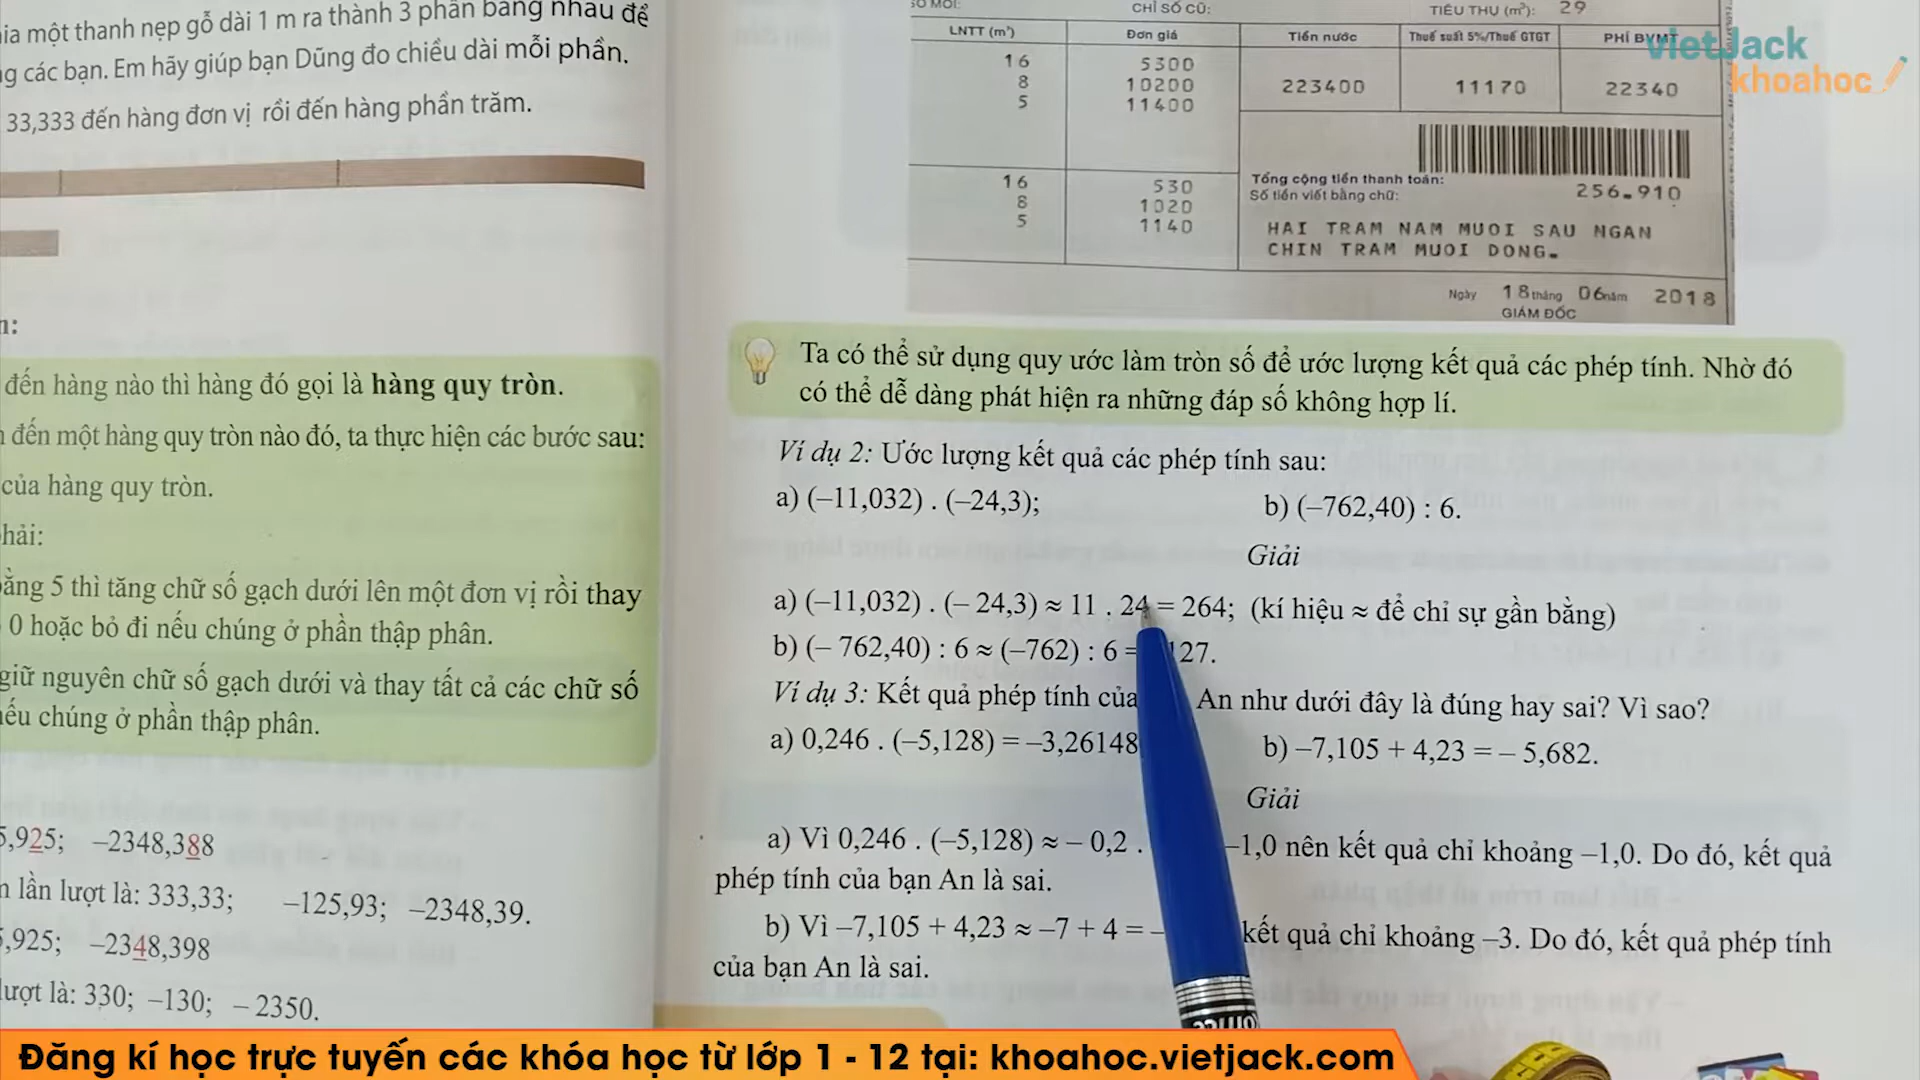 ia một thanh nẹp gỗ dài 1 m ra thành 3 phần bằng nhau để
g các bạn. Em hãy giúp bạn Dũng đo chiều dài mỗi phần.
33,333 đến hàng đơn vị rồi đến hàng phần trăm.
n:
đến hàng nào thì hàng đó gọi là hàng quy tròn.
đến một hàng quy tròn nào đó, ta thực hiện các bước sau:
của hàng quy tròn.
hải:
bằng 5 thì tăng chữ số gạch dưới lên một đơn vị rồi thay
0 hoặc bỏ đi nếu chúng ở phần thập phân.
giữ nguyên chữ số gạch dưới và thay tất cả các chữ số
nếu chúng ở phần thập phân.
5,925; –2348,388
n lần lượt là: 333,33; –125,93; –2348,39.
5,925; –2348,398
lượt là: 330; –130; – 2350.
CHỈ SỐ CŨ: TIÊU THỤ (m³): 29
LNTT (m³) Đơn giá Tiền nước Thuế suất 5%/Thuế GTGT PHÍ BVMT
16 5300
8 10200 223400 11170 22340
5 11400
16 530 Tổng cộng tiền thanh toán:
8 1020 Số tiền viết bằng chữ: 256.910
5 1140 HAI TRAM NAM MUOI SAU NGAN
CHIN TRAM MUOI DONG.
Ngày 18 tháng 06 năm 2018
GIÁM ĐỐC
Ta có thể sử dụng quy ước làm tròn số để ước lượng kết quả các phép tính. Nhờ đó
có thể dễ dàng phát hiện ra những đáp số không hợp lí.
Ví dụ 2: Ước lượng kết quả các phép tính sau:
a) (–11,032) . (–24,3); b) (–762,40) : 6.
Giải
a) (–11,032) . (– 24,3) ≈ 11 . 24 = 264; (kí hiệu ≈ để chỉ sự gần bằng)
b) (– 762,40) : 6 ≈ (–762) : 6 = 127.
Ví dụ 3: Kết quả phép tính của An như dưới đây là đúng hay sai? Vì sao?
a) 0,246 . (–5,128) = –3,26148 b) –7,105 + 4,23 = – 5,682.
Giải
a) Vì 0,246 . (–5,128) ≈ – 0,2 . –1,0 nên kết quả chỉ khoảng –1,0. Do đó, kết quả
phép tính của bạn An là sai.
b) Vì –7,105 + 4,23 ≈ –7 + 4 = – kết quả chỉ khoảng –3. Do đó, kết quả phép tính
của bạn An là sai.
vietJack
khoahoc
Đăng kí học trực tuyến các khóa học từ lớp 1 - 12 tại: khoahoc.vietjack.com